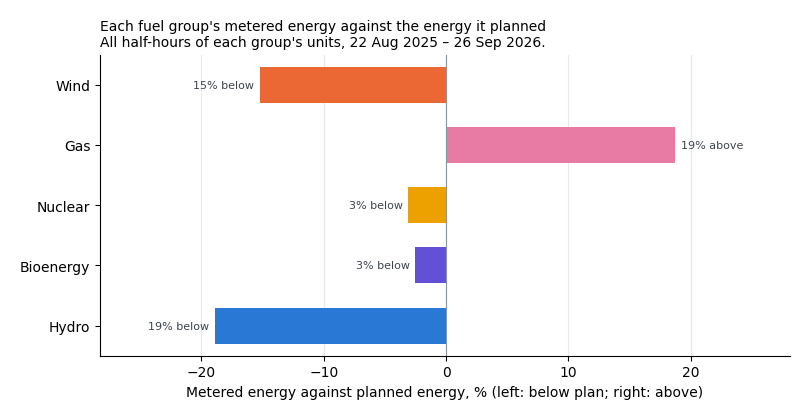 Each fuel group's metered energy against the energy it planned
All half-hours of each group's units, 22 Aug 2025 – 26 Sep 2026.
Wind
15% below
Gas
19% above
Nuclear
3% below
Bioenergy
3% below
Hydro
19% below
−20
−10
0
10
20
Metered energy against planned energy, % (left: below plan; right: above)